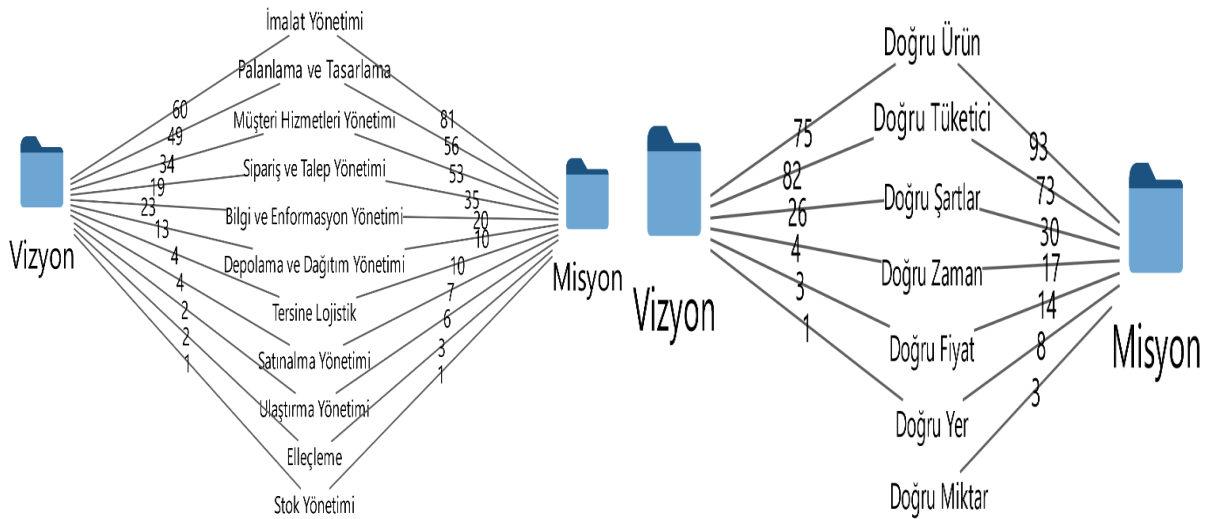 İmalat Yönetimi
Palanlama ve Tasarlama
Müşteri Hizmetleri Yönetimi
Sipariş ve Talep Yönetimi
Bilgi ve Enformasyon Yönetimi
Depolama ve Dağıtım Yönetimi
Tersine Lojistik
Satınalma Yönetimi
Ulaştırma Yönetimi
Elleçleme
Stok Yönetimi
Vizyon
60
49
34
19
23
13
4
4
2
2
1
81
56
53
35
20
10
10
7
6
3
1
Misyon
Doğru Ürün
Doğru Tüketici
Doğru Şartlar
Doğru Zaman
Doğru Fiyat
Doğru Yer
Doğru Miktar
Vizyon
75
82
26
4
3
1
93
73
30
17
14
8
3
Misyon